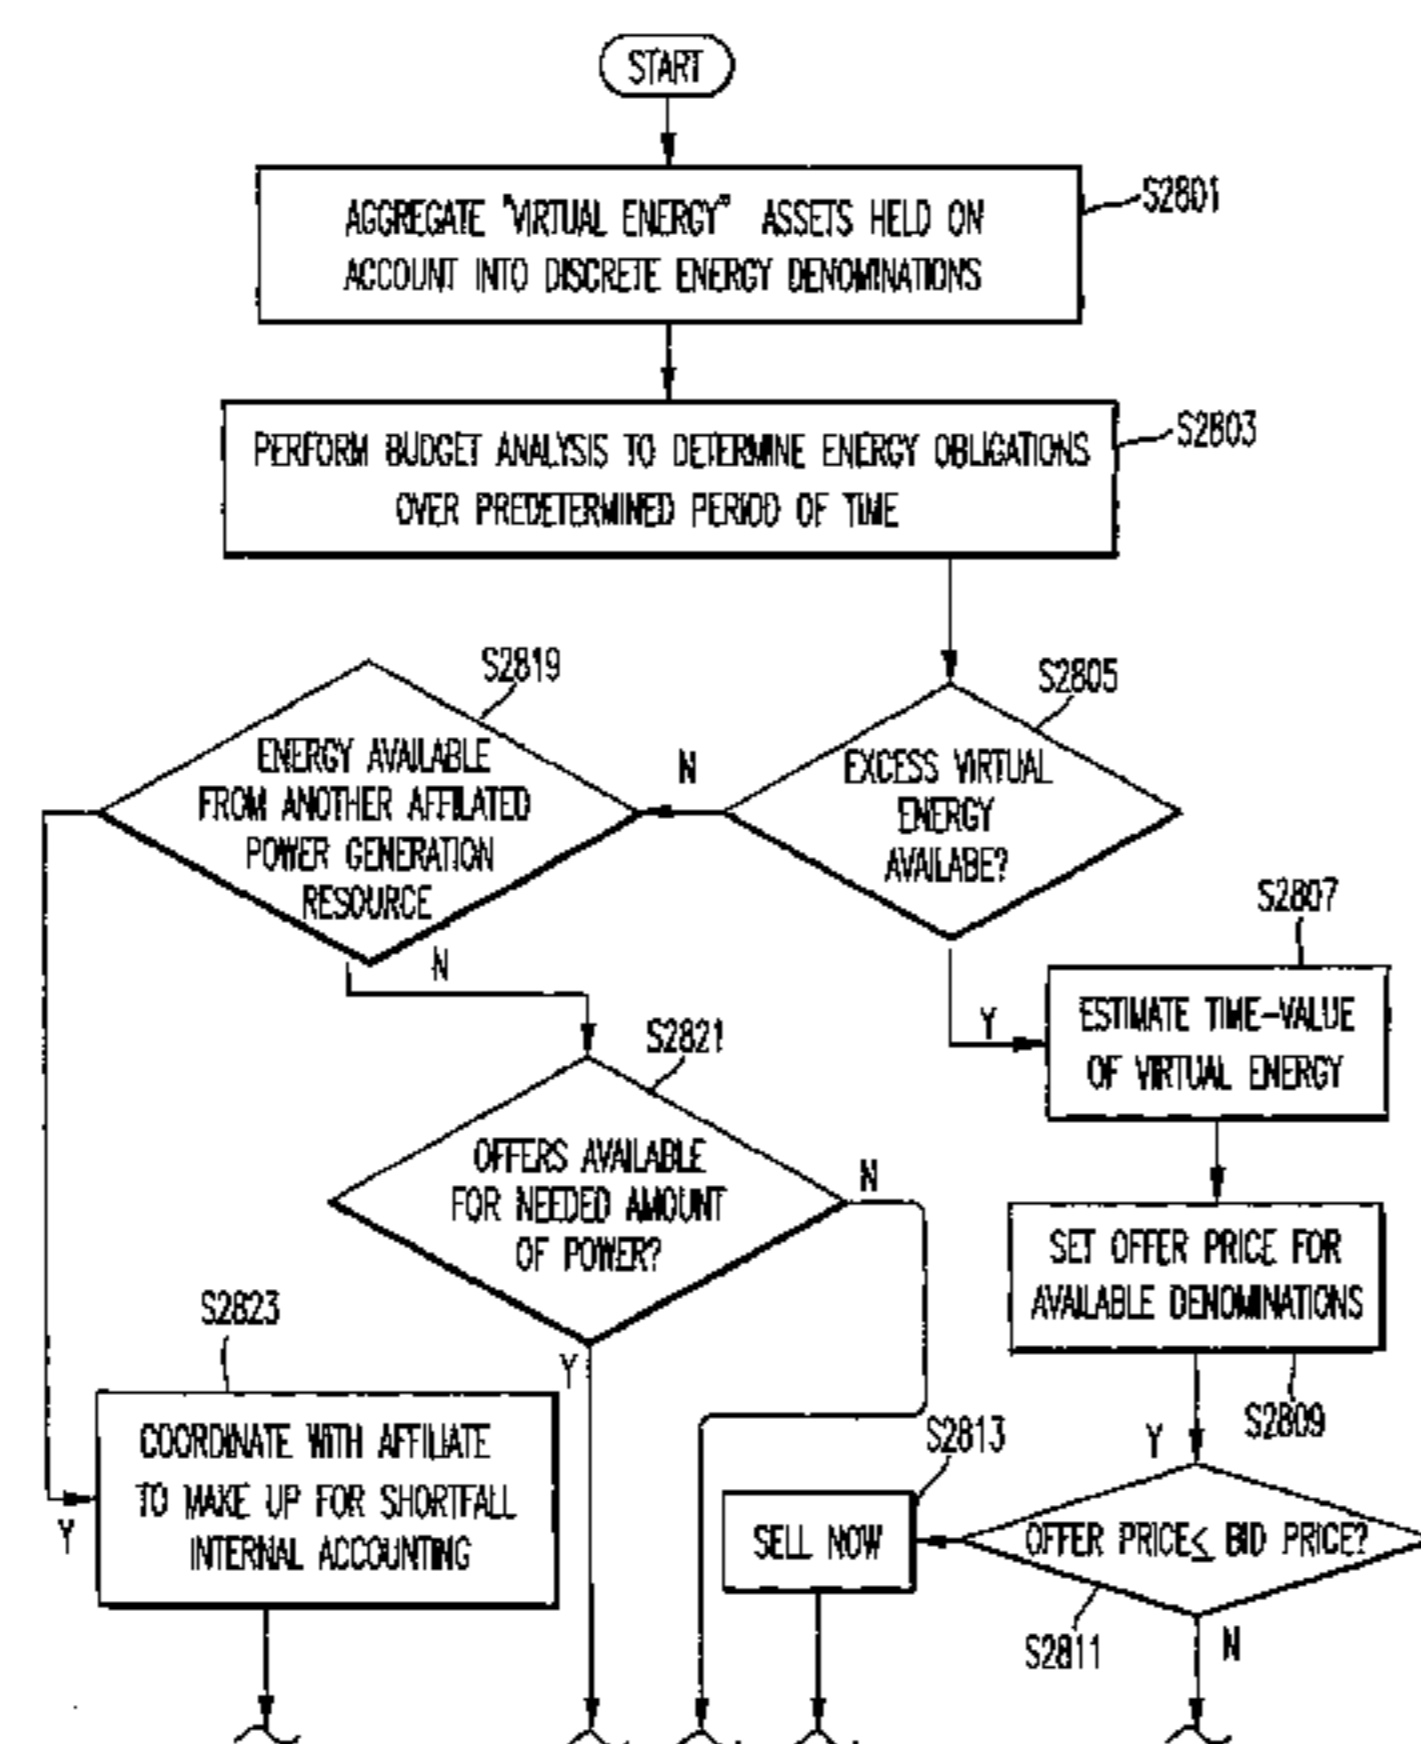 START
S2801
AGGREGATE "VIRTUAL ENERGY" ASSETS HELD ON
ACCOUNT INTO DISCRETE ENERGY DENOMINATIONS
S2803
PERFORM BUDGET ANALYSIS TO DETERMINE ENERGY OBLIGATIONS
OVER PREDETERMINED PERIOD OF TIME
S2819
ENERGY AVAILABLE
FROM ANOTHER AFFILATED
POWER GENERATION
RESOURCE
N
S2805
EXCESS VIRTUAL
ENERGY
AVAILABE?
N
S2807
Y
ESTIMATE TIME-VALUE
OF VIRTUAL ENERGY
S2821
OFFERS AVAILABLE
FOR NEEDED AMOUNT
OF POWER?
N
Y
SET OFFER PRICE FOR
AVAILABLE DENOMINATIONS
S2809
S2823
COORDINATE WITH AFFILIATE
TO MAKE UP FOR SHORTFALL
INTERNAL ACCOUNTING
Y
S2813
SELL NOW
Y
OFFER PRICE≤ BID PRICE?
S2811
N